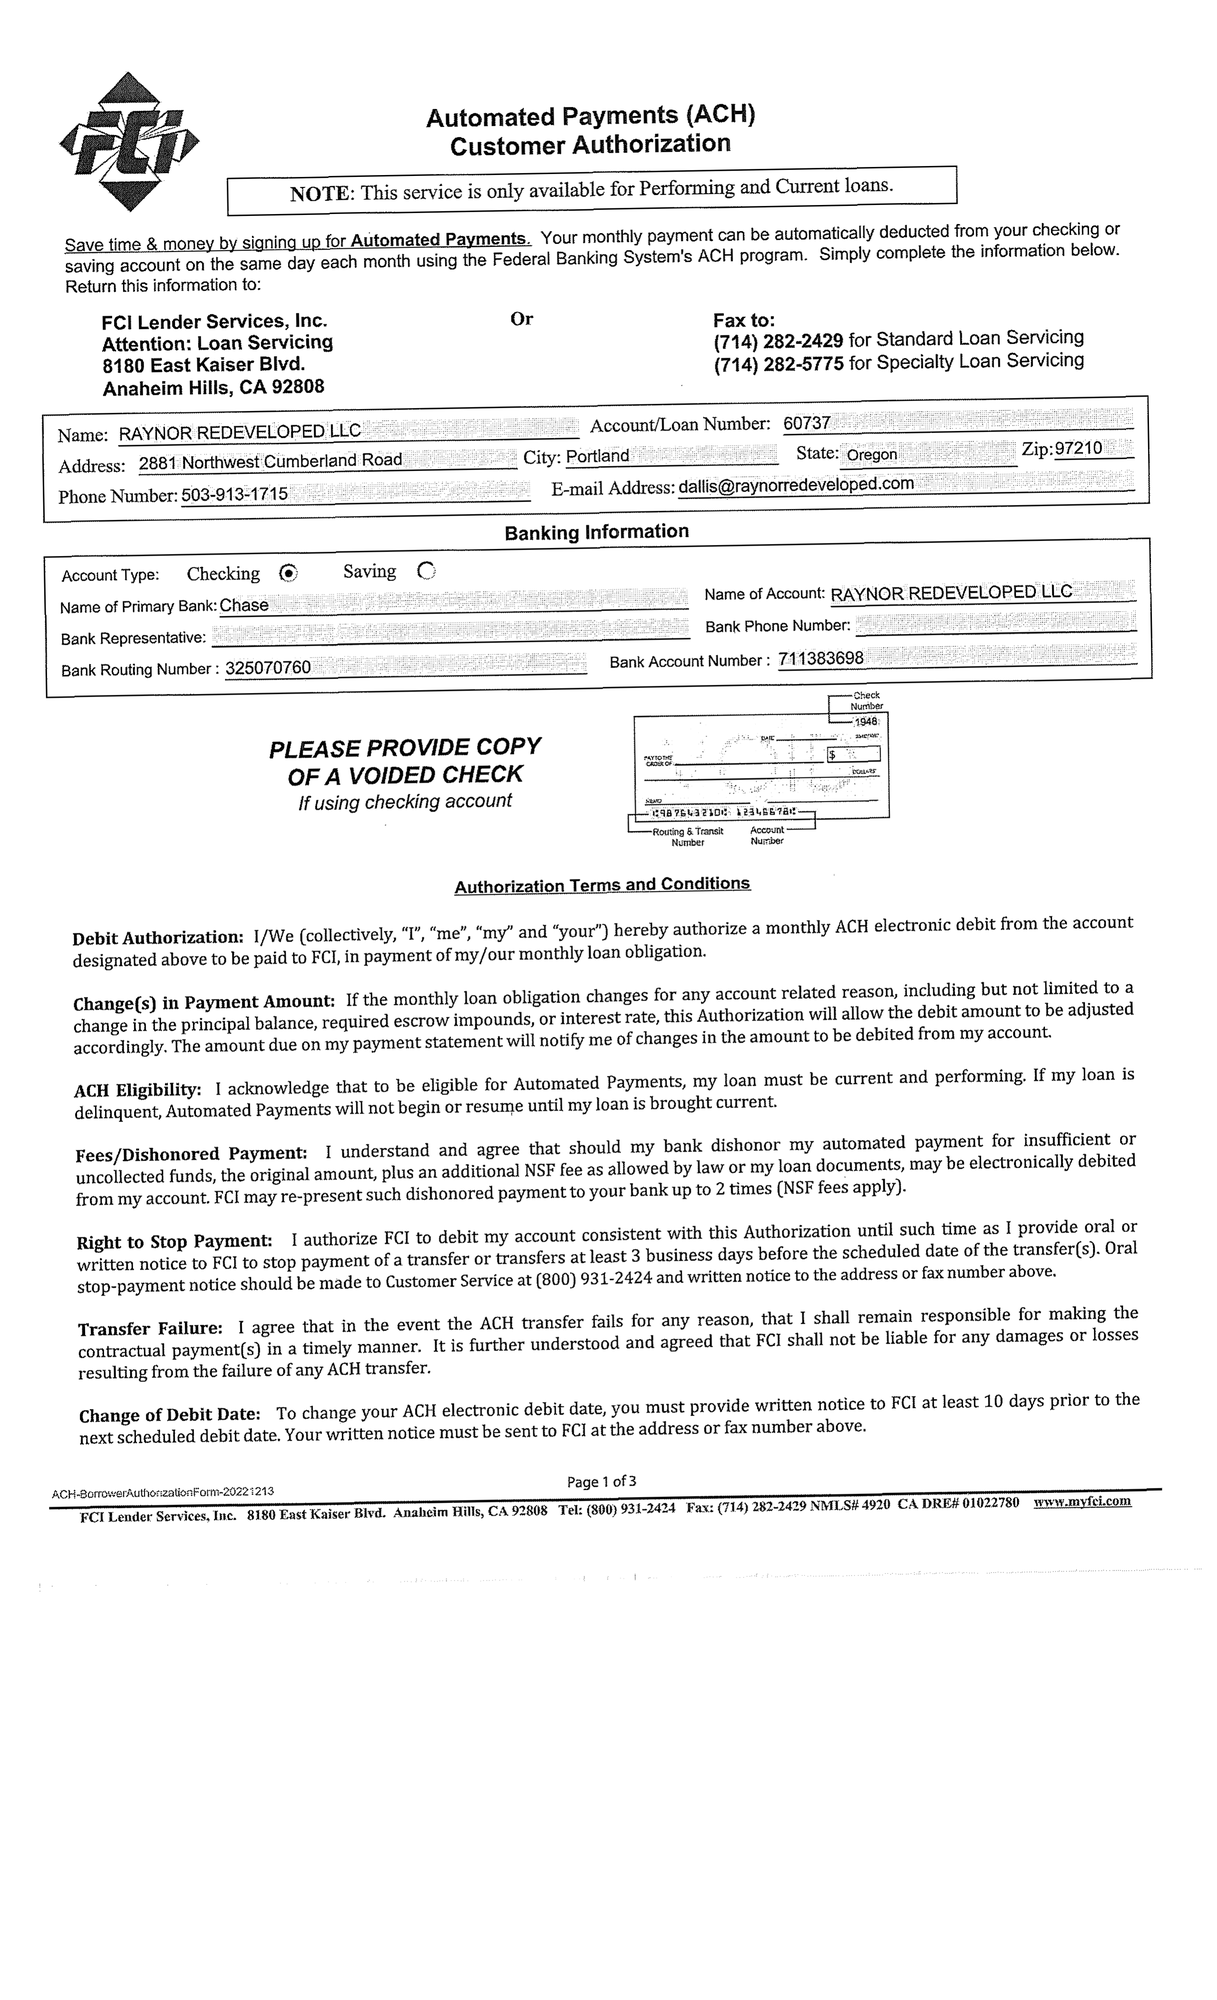 FCI
Automated Payments (ACH)
Customer Authorization
NOTE: This service is only available for Performing and Current loans.
Save time & money by signing up for Automated Payments. Your monthly payment can be automatically deducted from your checking or
saving account on the same day each month using the Federal Banking System's ACH program. Simply complete the information below.
Return this information to:
FCI Lender Services, Inc. Or Fax to:
Attention: Loan Servicing (714) 282-2429 for Standard Loan Servicing
8180 East Kaiser Blvd. (714) 282-5775 for Specialty Loan Servicing
Anaheim Hills, CA 92808
Name: RAYNOR REDEVELOPED LLC Account/Loan Number: 60737
Address: 2881 Northwest Cumberland Road City: Portland State: Oregon Zip: 97210
Phone Number: 503-913-1715 E-mail Address: dallis@raynorredeveloped.com
Banking Information
Account Type: Checking Saving
Name of Primary Bank: Chase Name of Account: RAYNOR REDEVELOPED LLC
Bank Representative: Bank Phone Number:
Bank Routing Number : 325070760 Bank Account Number : 711383698
PLEASE PROVIDE COPY
OF A VOIDED CHECK
If using checking account
Check
Number
1948
DATE
PAY TO THE
ORDER OF
$
DOLLARS
MEMO
Routing & Transit Account
Number Number
Authorization Terms and Conditions
Debit Authorization: I/We (collectively, “I”, “me”, “my” and “your”) hereby authorize a monthly ACH electronic debit from the account
designated above to be paid to FCI, in payment of my/our monthly loan obligation.
Change(s) in Payment Amount: If the monthly loan obligation changes for any account related reason, including but not limited to a
change in the principal balance, required escrow impounds, or interest rate, this Authorization will allow the debit amount to be adjusted
accordingly. The amount due on my payment statement will notify me of changes in the amount to be debited from my account.
ACH Eligibility: I acknowledge that to be eligible for Automated Payments, my loan must be current and performing. If my loan is
delinquent, Automated Payments will not begin or resume until my loan is brought current.
Fees/Dishonored Payment: I understand and agree that should my bank dishonor my automated payment for insufficient or
uncollected funds, the original amount, plus an additional NSF fee as allowed by law or my loan documents, may be electronically debited
from my account. FCI may re-present such dishonored payment to your bank up to 2 times (NSF fees apply).
Right to Stop Payment: I authorize FCI to debit my account consistent with this Authorization until such time as I provide oral or
written notice to FCI to stop payment of a transfer or transfers at least 3 business days before the scheduled date of the transfer(s). Oral
stop-payment notice should be made to Customer Service at (800) 931-2424 and written notice to the address or fax number above.
Transfer Failure: I agree that in the event the ACH transfer fails for any reason, that I shall remain responsible for making the
contractual payment(s) in a timely manner. It is further understood and agreed that FCI shall not be liable for any damages or losses
resulting from the failure of any ACH transfer.
Change of Debit Date: To change your ACH electronic debit date, you must provide written notice to FCI at least 10 days prior to the
next scheduled debit date. Your written notice must be sent to FCI at the address or fax number above.
Page 1 of 3
ACH-BorrowerAuthorizationForm-20221213
FCI Lender Services, Inc. 8180 East Kaiser Blvd. Anaheim Hills, CA 92808 Tel: (800) 931-2424 Fax: (714) 282-2429 NMLS# 4920 CA DRE# 01022780 www.myfci.com